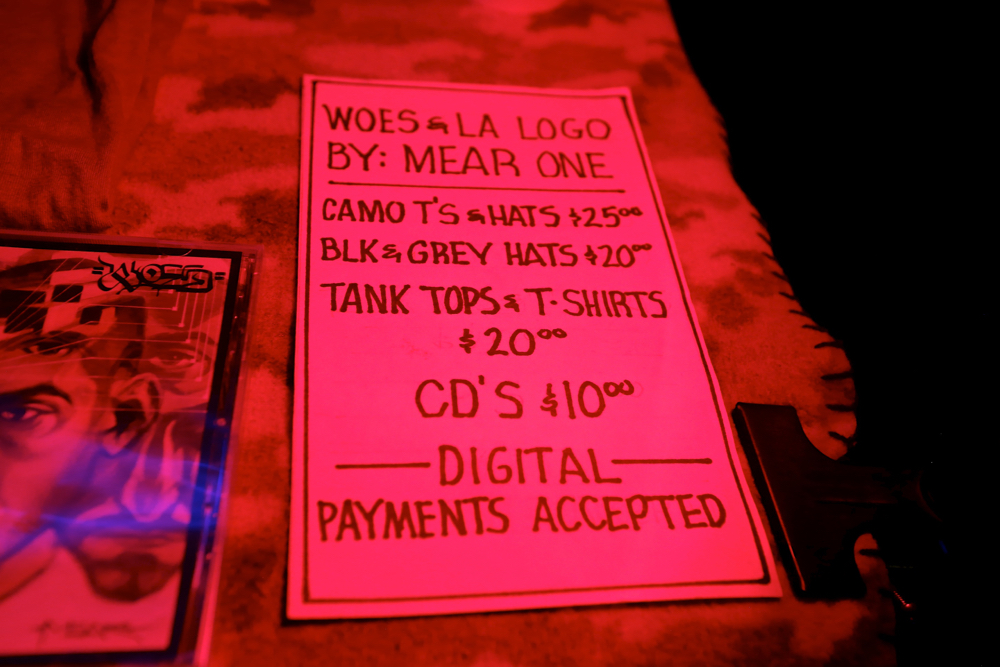 WOES & LA LOGO
BY: MEAR ONE
CAMO T'S & HATS $25⁰⁰
BLK & GREY HATS $20⁰⁰
TANK TOPS & T-SHIRTS
$20⁰⁰
CD'S $10⁰⁰
DIGITAL
PAYMENTS ACCEPTED
WOES